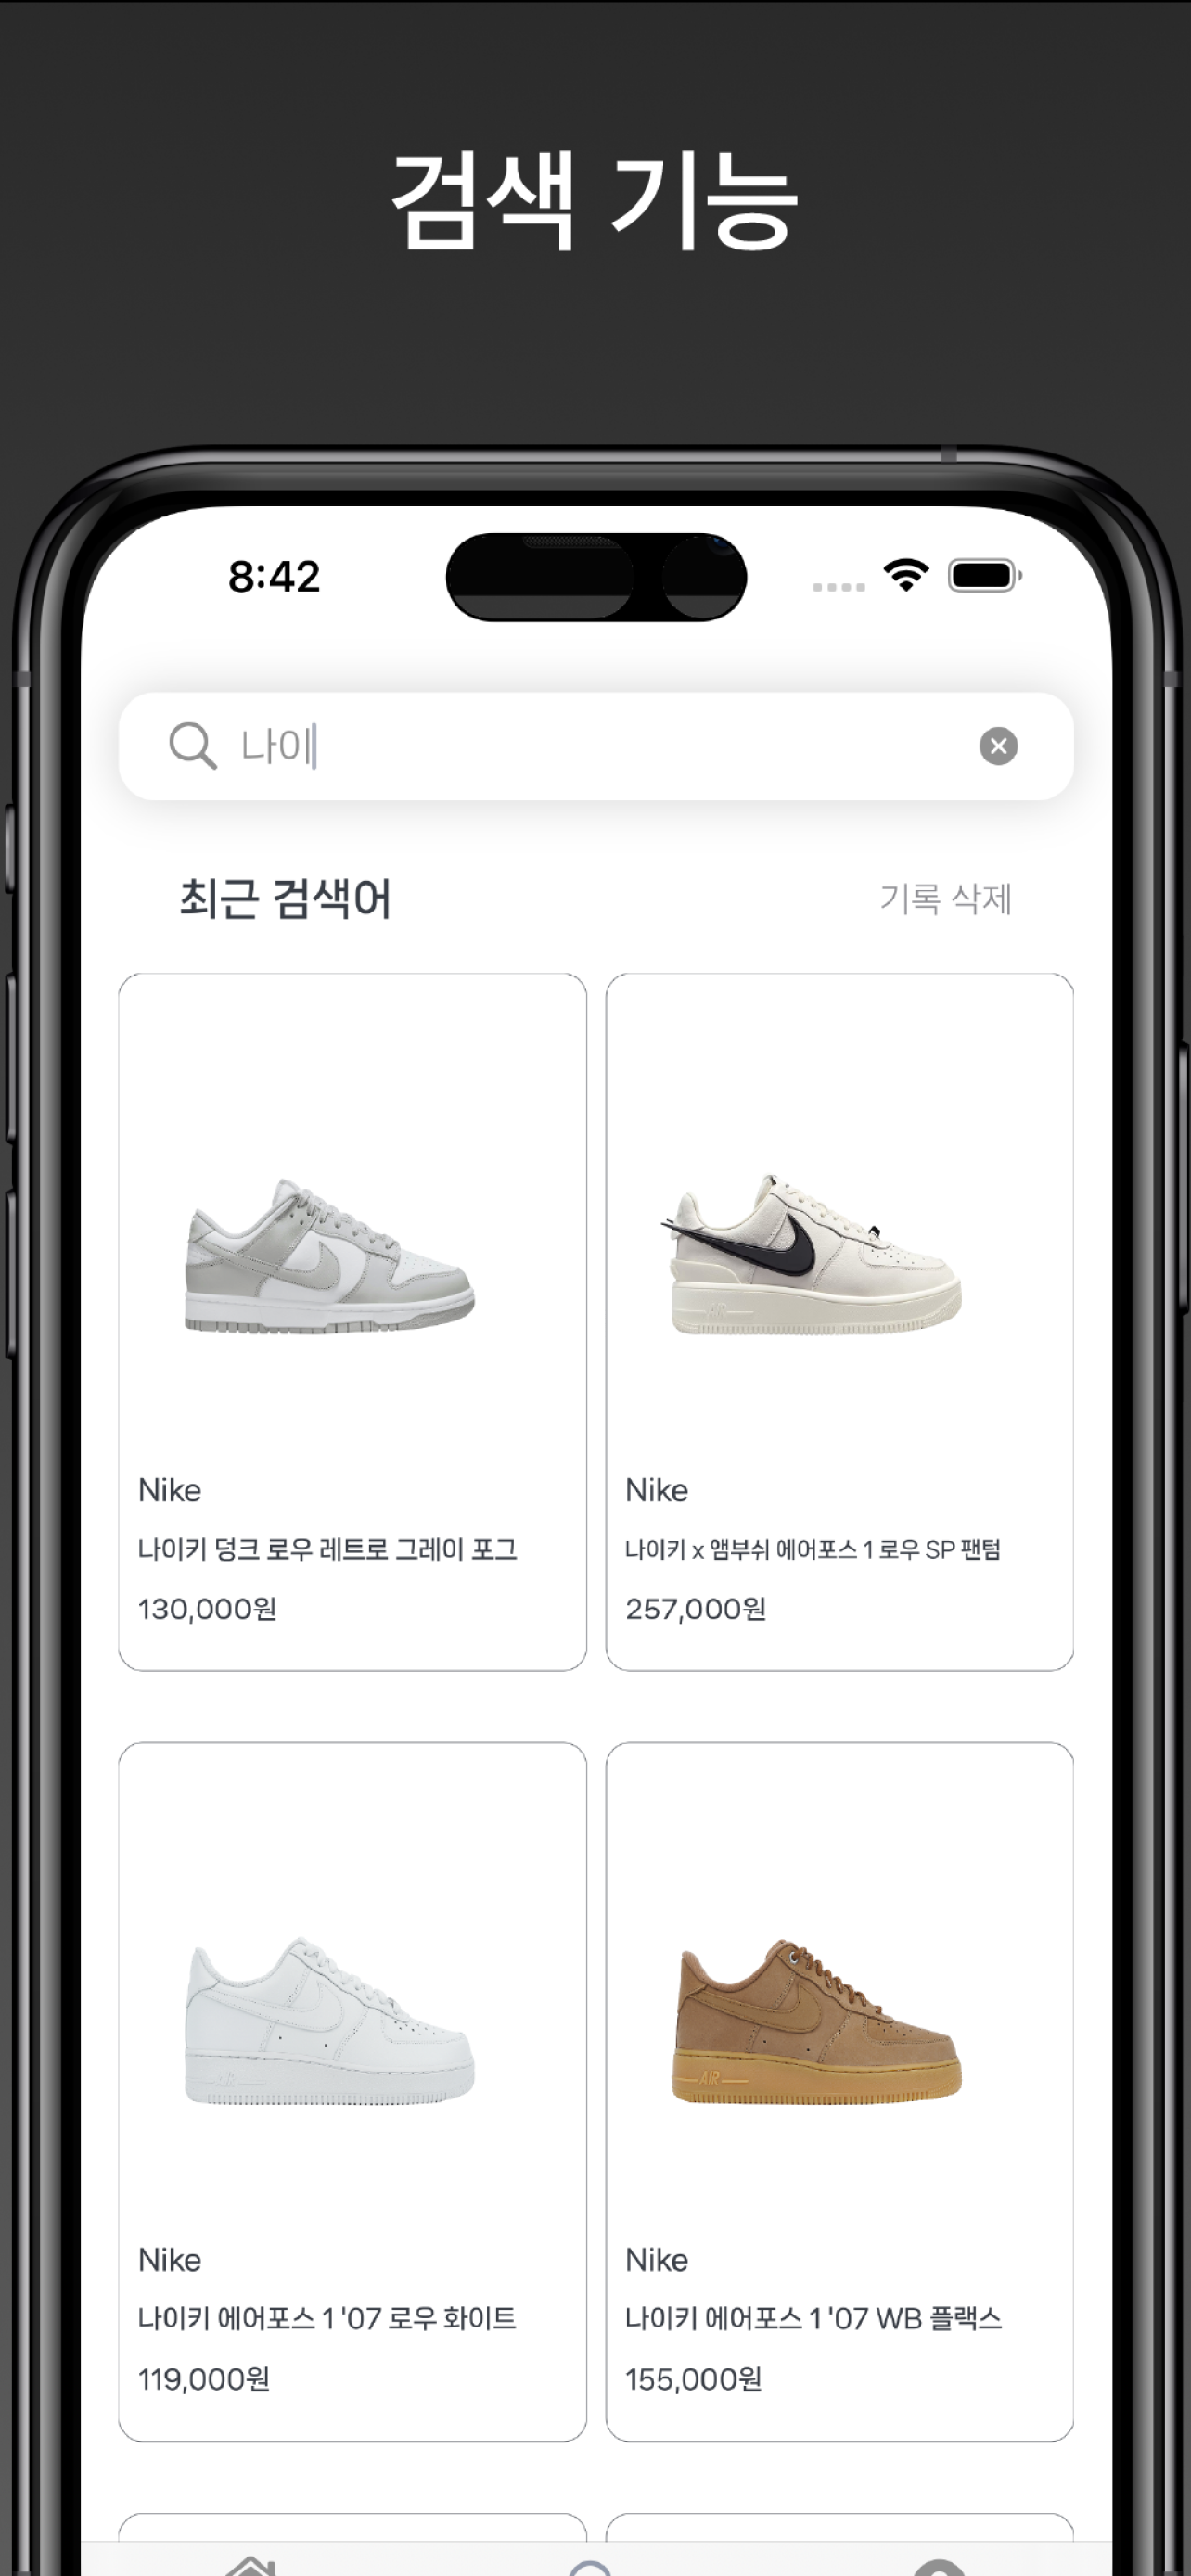 검색 기능
8:42
나이
최근 검색어
기록 삭제
Nike
나이키 덩크 로우 레트로 그레이 포그
130,000원
Nike
나이키 x 앰부쉬 에어포스 1 로우 SP 팬텀
257,000원
AIR
AIR
Nike
나이키 에어포스 1 '07 로우 화이트
119,000원
Nike
나이키 에어포스 1 '07 WB 플랙스
155,000원